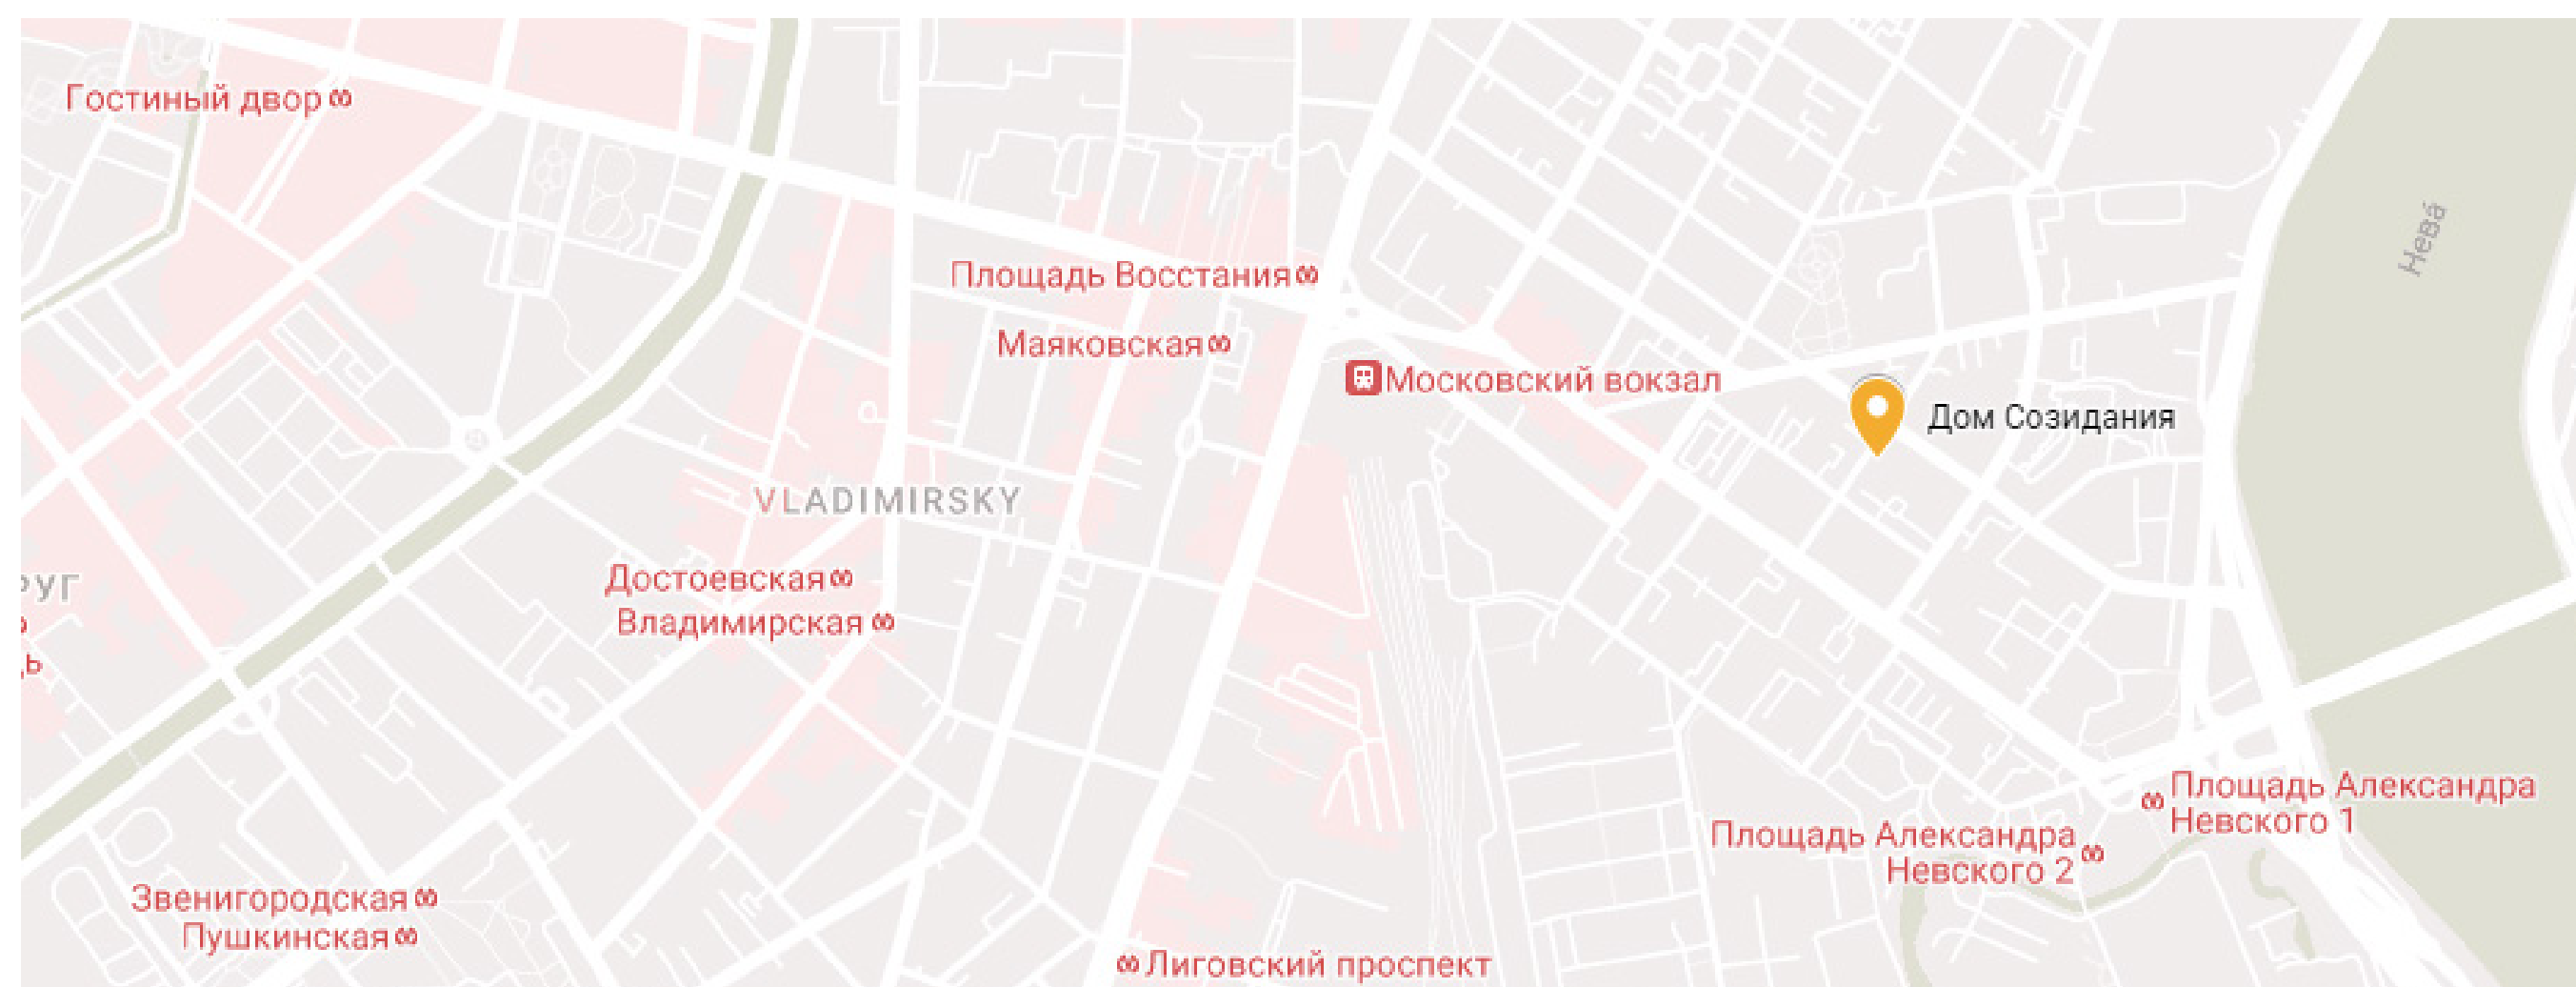 Гостиный двор
Нева
Площадь Восстания
Маяковская
Московский вокзал
Дом Созидания
VLADIMIRSKY
Достоевская
Владимирская
РУГ
ь
Площадь Александра
Невского 1
Площадь Александра
Невского 2
Звенигородская
Пушкинская
Лиговский проспект